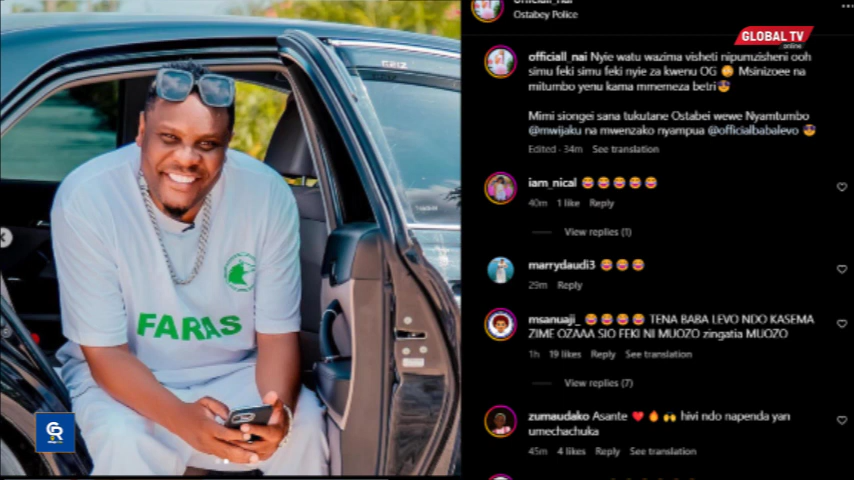 Ostabey Police
GLOBAL TV
online
officiall_nai Nyie watu wazima visheti nipumzisheni ooh
simu feki simu feki nyie za kwenu OG 😳 Msinizoee na
mitumbo yenu kama mmemeza betri
Mimi siongei sana tukutane Ostabei wewe Nyamtumbo
@mwijaku na mwenzako nyampua @officialbabalevo
Edited · 34m See translation
iam_nical 😂😂😂😂😂
40m 1 like Reply
View replies (1)
marrydaudi3 😂😂😂
29m Reply
msanuaji_ 😂😂😂😂 TENA BABA LEVO NDO KASEMA
ZIME OZAAA SIO FEKI NI MUOZO zingatia MUOZO
1h 19 likes Reply See translation
View replies (7)
zumaudako Asante ❤️🔥🙌 hivi ndo napenda yan
umechachuka
45m 4 likes Reply See translation
FARAS
GR